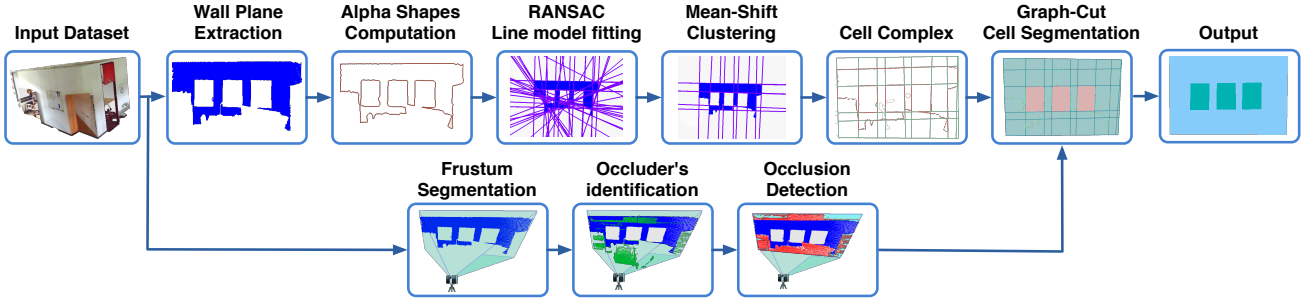 Input Dataset
Wall Plane
Extraction
Alpha Shapes
Computation
RANSAC
Line model fitting
Mean-Shift
Clustering
Cell Complex
Graph-Cut
Cell Segmentation
Output
Frustum
Segmentation
Occluder's
identification
Occlusion
Detection